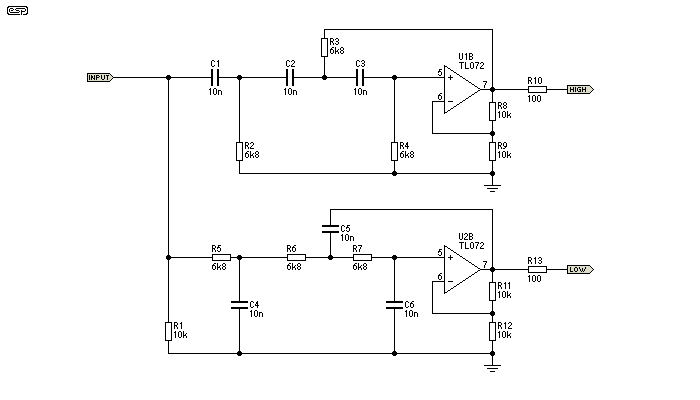 esp
R3
6k8
C1
C2
C3
U1B
TL072
INPUT
10n
10n
10n
5
+
7
6
−
R10
100
HIGH
R8
10k
R2
6k8
R4
6k8
R9
10k
C5
10n
U2B
TL072
R5
6k8
R6
6k8
R7
6k8
5
+
7
6
−
R13
100
LOW
R11
10k
C4
10n
C6
10n
R1
10k
R12
10k